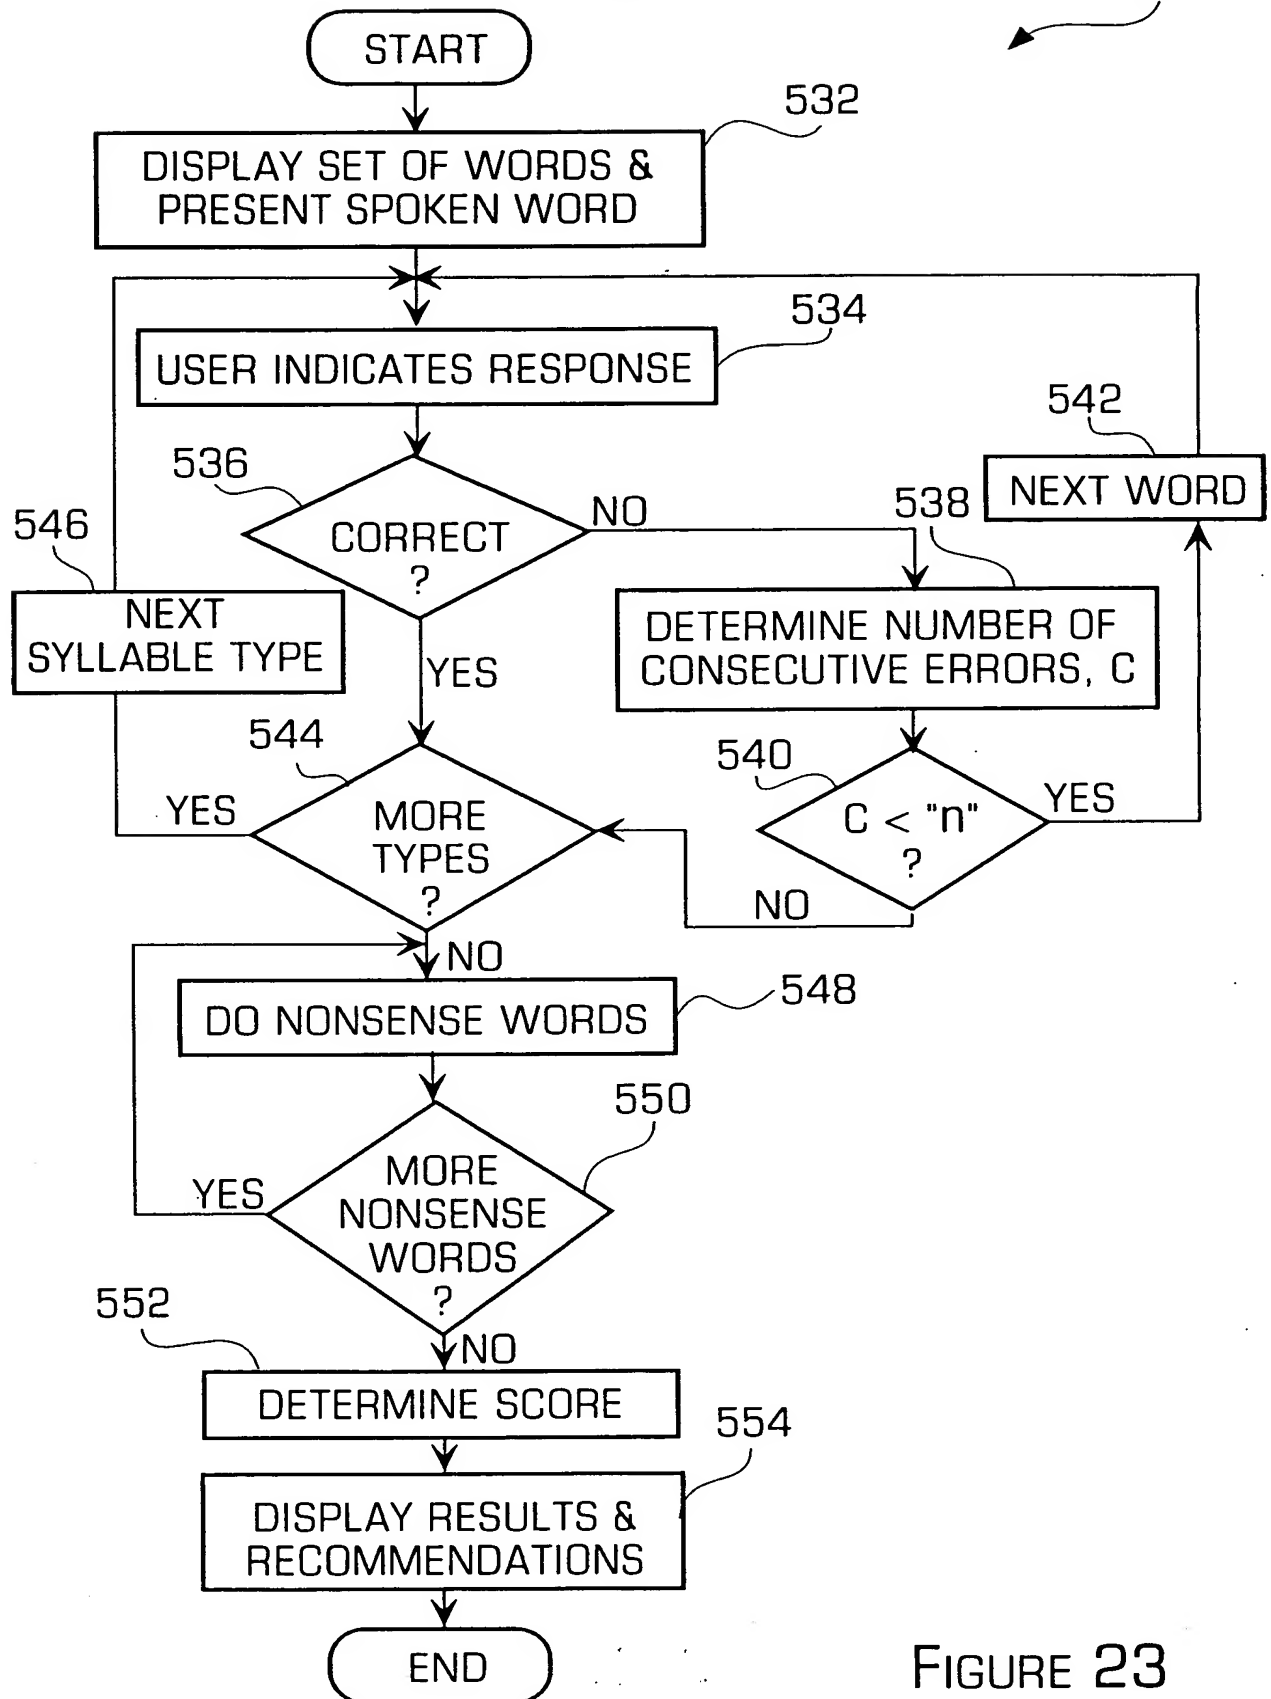 START
532
DISPLAY SET OF WORDS &
PRESENT SPOKEN WORD
534
USER INDICATES RESPONSE
542
NEXT WORD
536
CORRECT
?
NO
538
546
NEXT
SYLLABLE TYPE
DETERMINE NUMBER OF
CONSECUTIVE ERRORS, C
YES
544
540
YES
MORE
TYPES
?
C < "n"
?
YES
NO
NO
548
DO NONSENSE WORDS
550
YES
MORE
NONSENSE
WORDS
?
552
NO
DETERMINE SCORE
554
DISPLAY RESULTS &
RECOMMENDATIONS
END
FIGURE 23